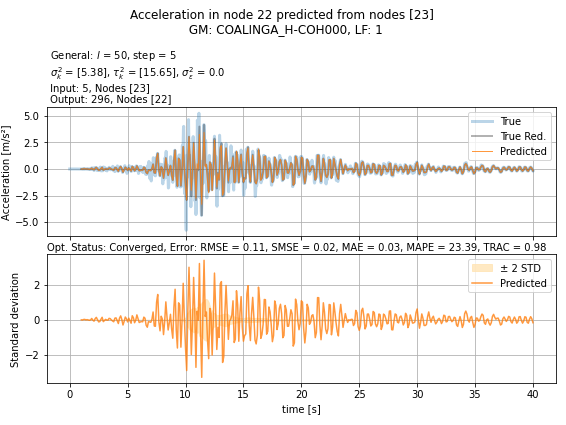 Acceleration in node 22 predicted from nodes [23]
GM: COALINGA_H-COH000, LF: 1
General: l = 50, step = 5
σ²ₖ = [5.38], τ²ₖ = [15.65], σ²ₑ = 0.0
Input: 5, Nodes [23]
Output: 296, Nodes [22]
Acceleration [m/s²]
5.0
2.5
0.0
−2.5
−5.0
True
True Red.
Predicted
Opt. Status: Converged, Error: RMSE = 0.11, SMSE = 0.02, MAE = 0.03, MAPE = 23.39, TRAC = 0.98
Standard deviation
2
0
−2
± 2 STD
Predicted
0 5 10 15 20 25 30 35 40
time [s]